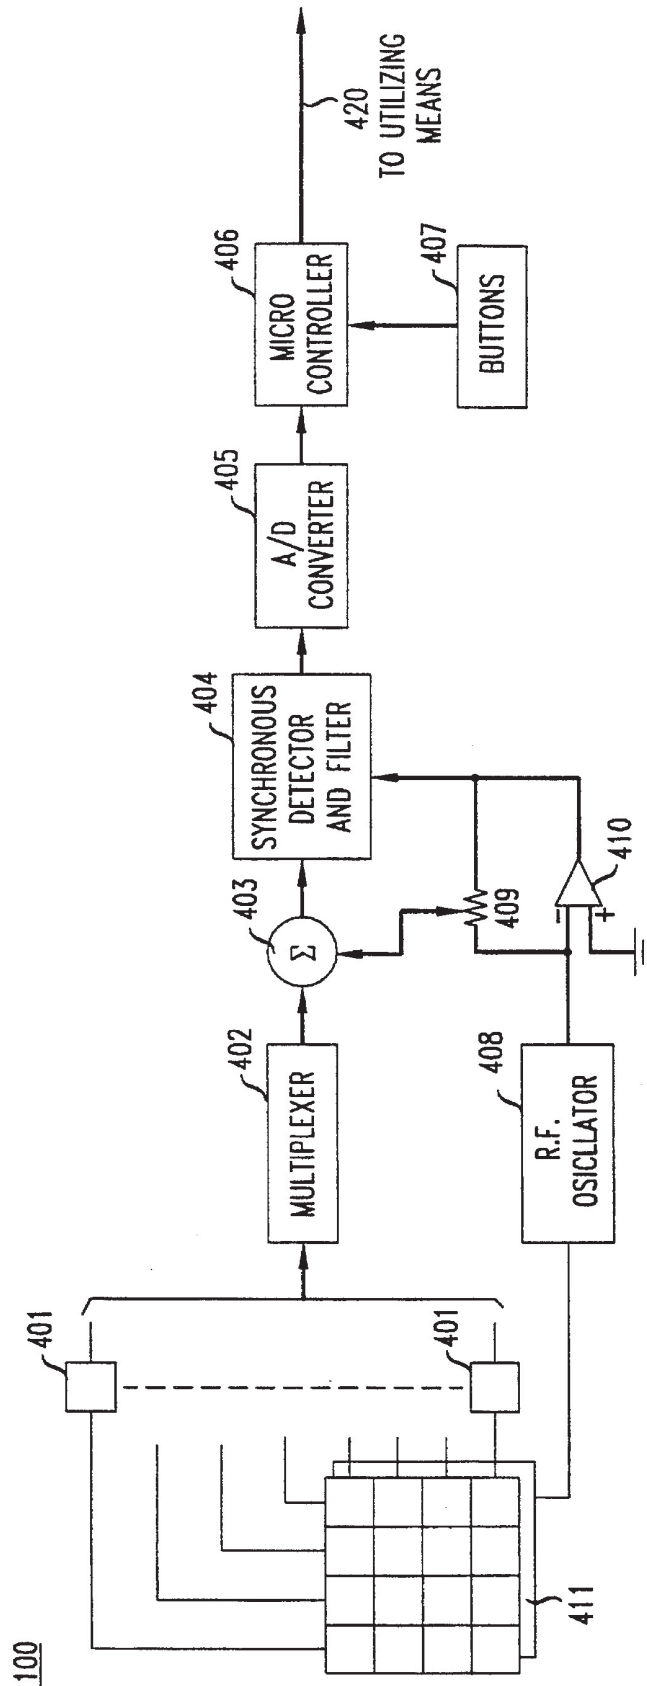 100
401
401
411
MULTIPLEXER
402
Σ
403
SYNCHRONOUS
DETECTOR
AND FILTER
404
A/D
CONVERTER
405
MICRO
CONTROLLER
406
BUTTONS
407
420
TO UTILIZING
MEANS
R.F.
OSICLLATOR
408
409
−
+
410